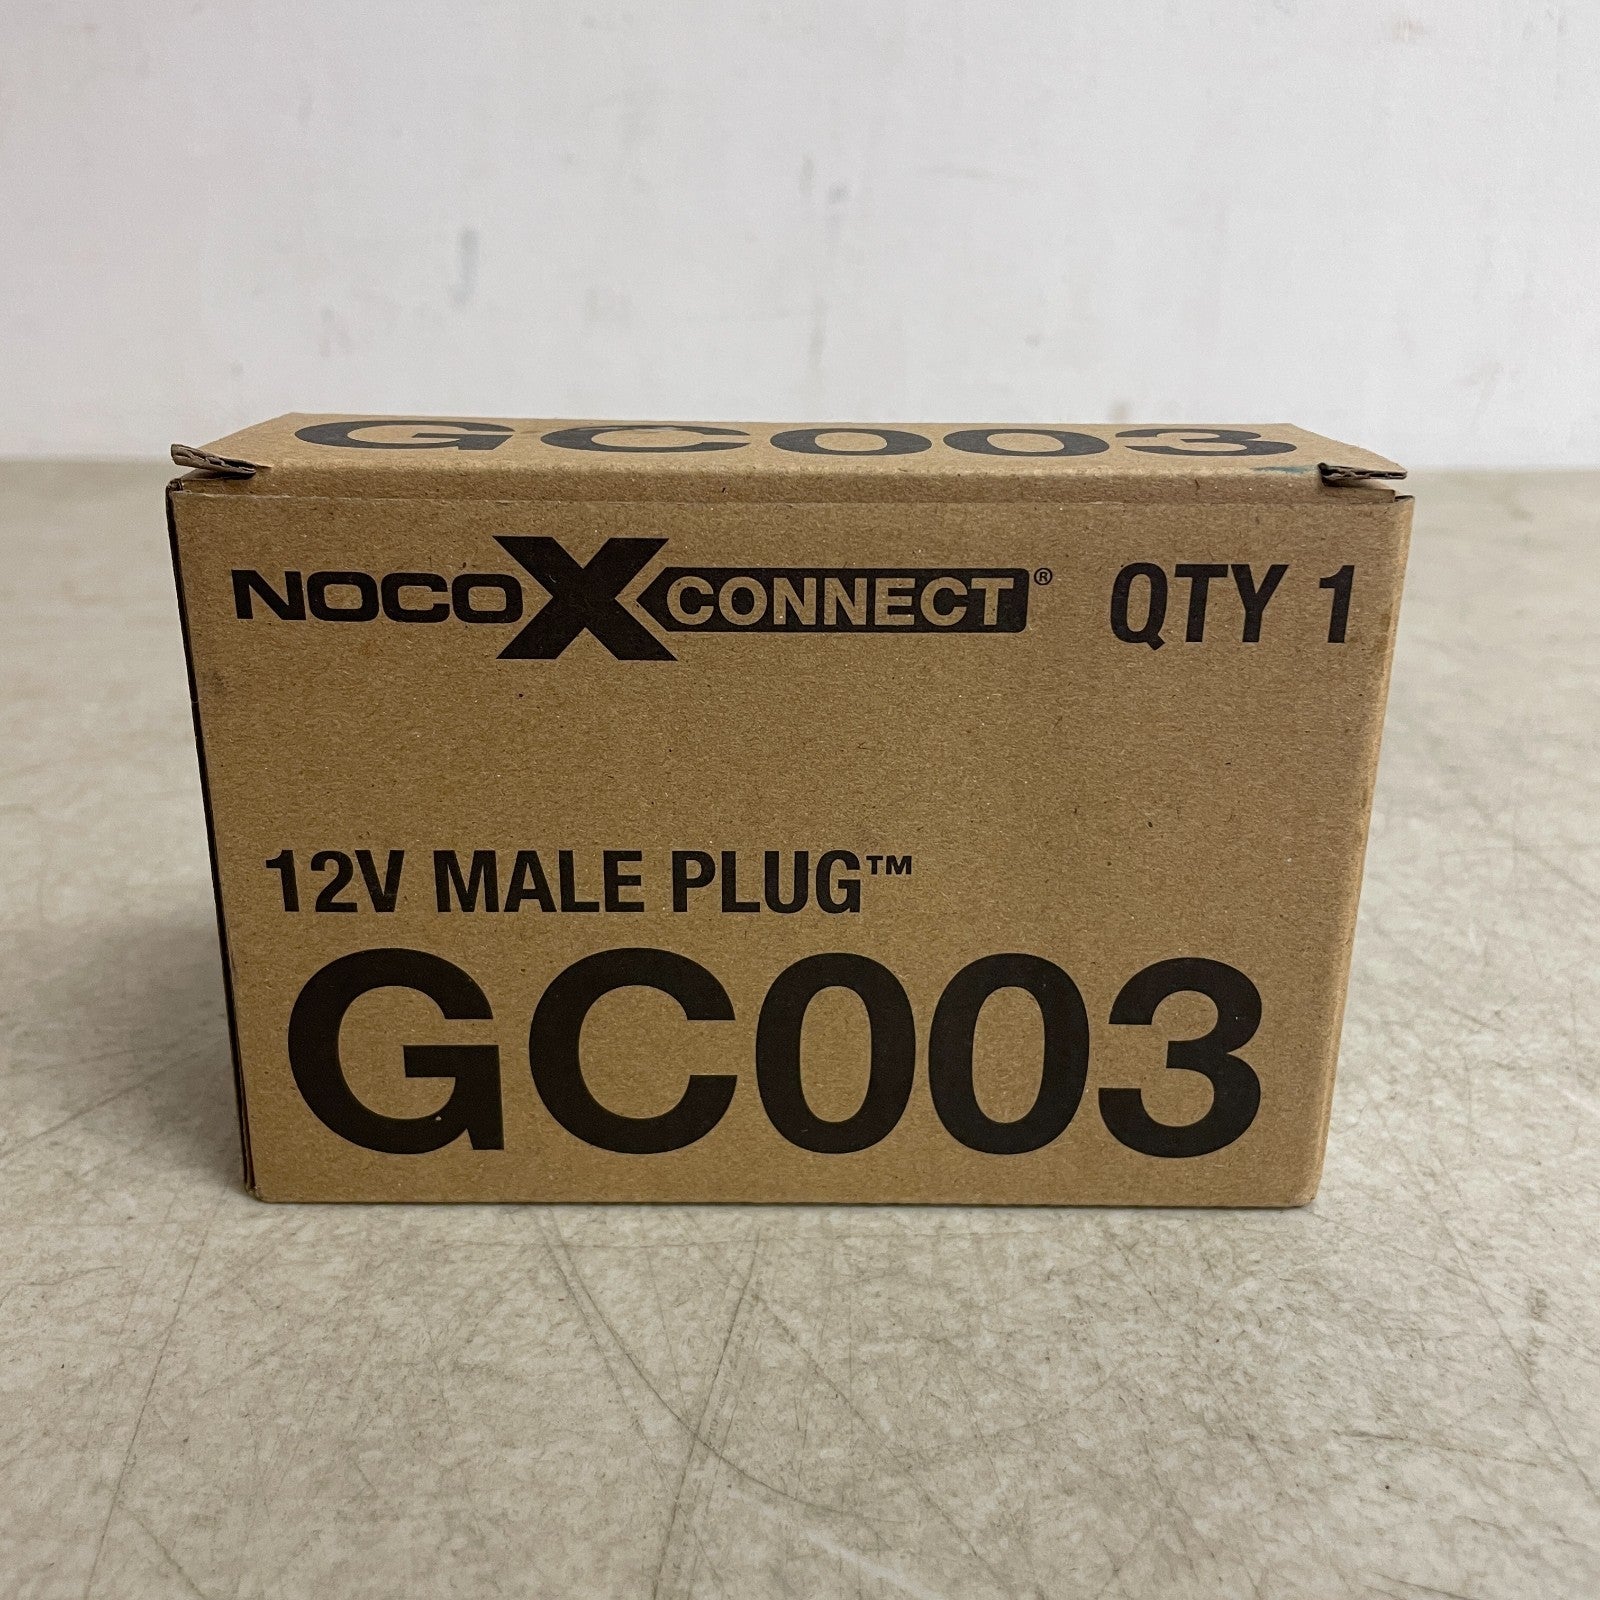 GC003
NOCO X CONNECT® QTY 1
12V MALE PLUG™
GC003